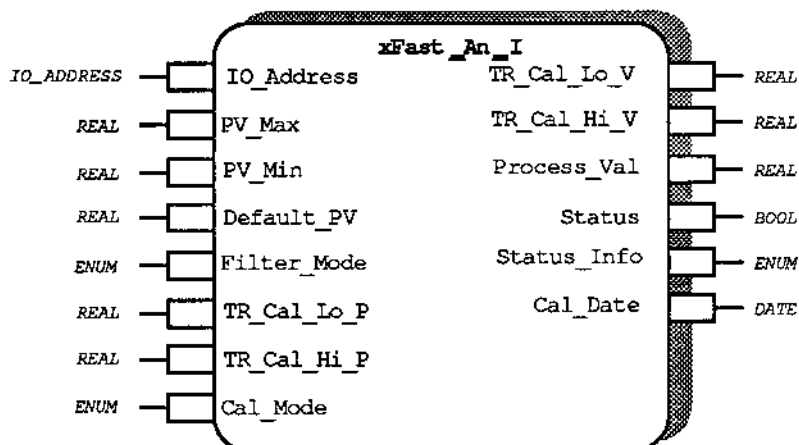 xFast_An_I
IO_ADDRESS IO_Address TR_Cal_Lo_V REAL
REAL PV_Max TR_Cal_Hi_V REAL
REAL PV_Min Process_Val REAL
REAL Default_PV Status BOOL
ENUM Filter_Mode Status_Info ENUM
REAL TR_Cal_Lo_P Cal_Date DATE
REAL TR_Cal_Hi_P
ENUM Cal_Mode